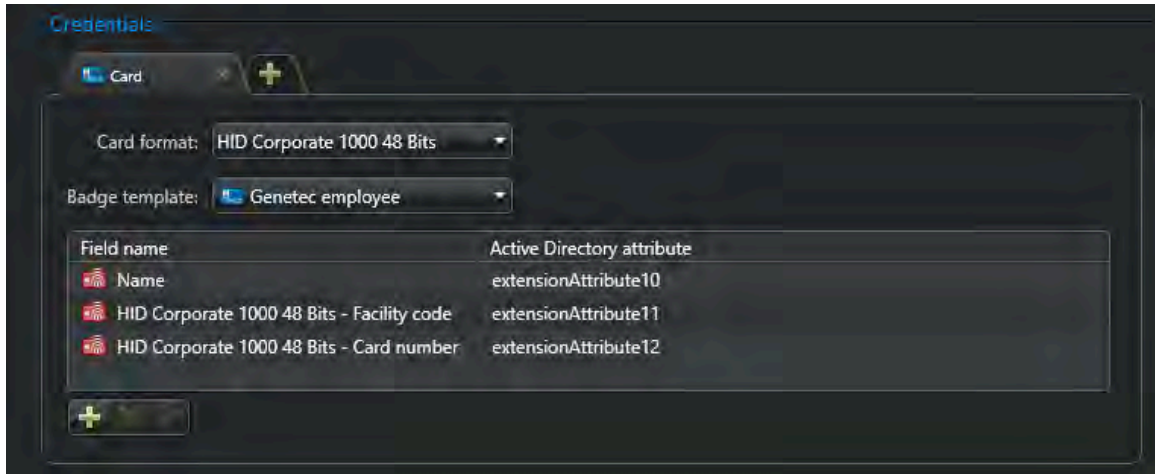 Credentials
Card
Card format: HID Corporate 1000 48 Bits
Badge template: Genetec employee
Field name Active Directory attribute
Name extensionAttribute10
HID Corporate 1000 48 Bits - Facility code extensionAttribute11
HID Corporate 1000 48 Bits - Card number extensionAttribute12